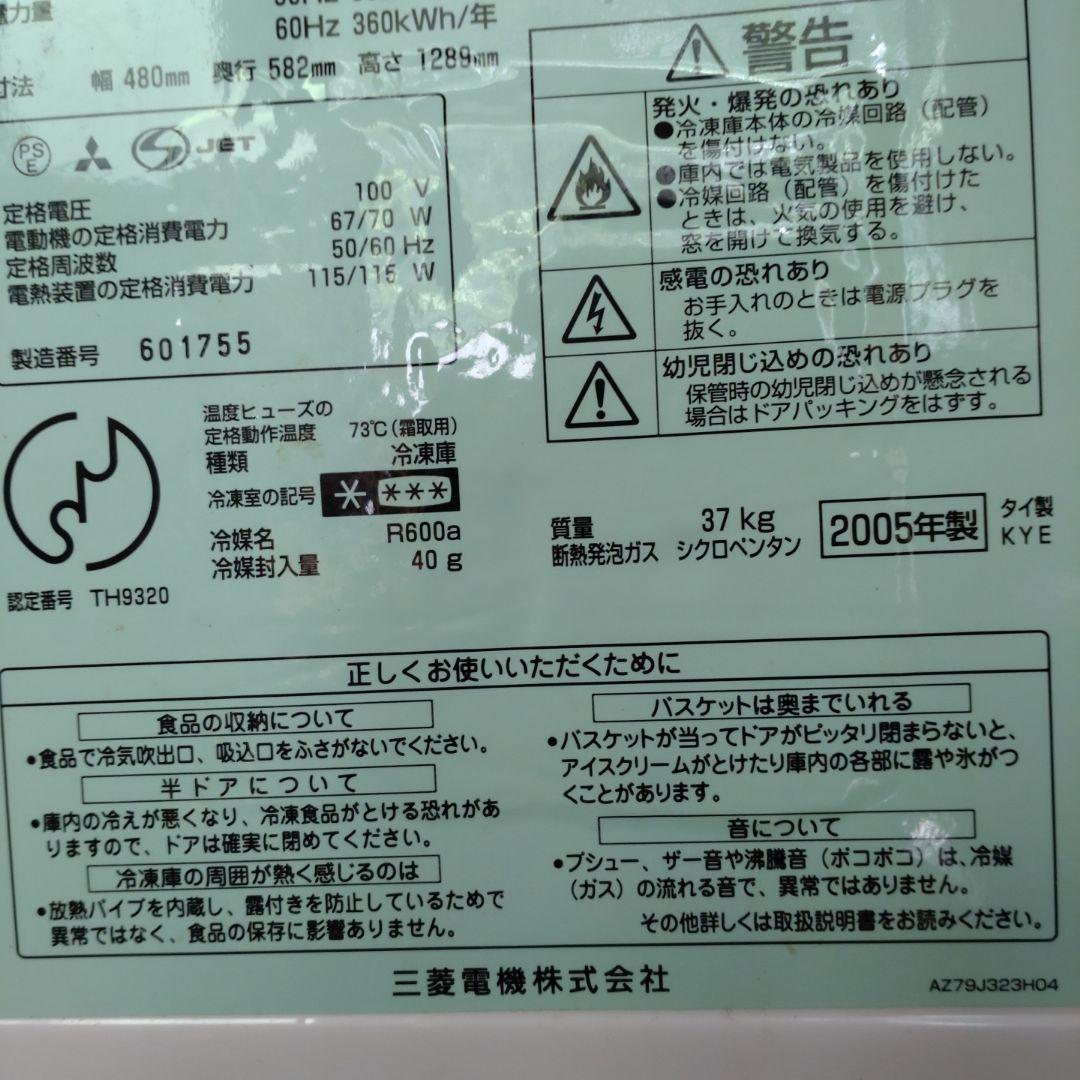 電力量
60Hz 360kWh/年
寸法 幅 480mm 奥行 582mm 高さ 1289mm
PS
E
JET
定格電圧 100 V
電動機の定格消費電力 67/70 W
定格周波数 50/60 Hz
電熱装置の定格消費電力 115/115 W
製造番号 601755
温度ヒューズの
定格動作温度 73℃(霜取用)
種類 冷凍庫
冷凍室の記号 * ***
冷媒名 R600a
冷媒封入量 40 g
認定番号 TH9320
警告
発火・爆発の恐れあり
●冷凍庫本体の冷媒回路(配管)
を傷付けない。
●庫内では電気製品を使用しない。
●冷媒回路(配管)を傷付けた
ときは、火気の使用を避け、
窓を開けて換気する。
感電の恐れあり
お手入れのときは電源プラグを
抜く。
幼児閉じ込めの恐れあり
保管時の幼児閉じ込めが懸念される
場合はドアパッキングをはずす。
質量 37 kg
断熱発泡ガス シクロペンタン
2005年製
タイ製
KYE
正しくお使いいただくために
食品の収納について
•食品で冷気吹出口、吸込口をふさがないでください。
半ドアについて
•庫内の冷えが悪くなり、冷凍食品がとける恐れがあ
りますので、ドアは確実に閉めてください。
冷凍庫の周囲が熱く感じるのは
•放熱パイプを内蔵し、露付きを防止しているためで
異常ではなく、食品の保存に影響ありません。
バスケットは奥までいれる
•バスケットが当ってドアがピッタリ閉まらないと、
アイスクリームがとけたり庫内の各部に露や氷がつ
くことがあります。
音について
•プシュー、ザー音や沸騰音(ポコポコ)は、冷媒
(ガス)の流れる音で、異常ではありません。
その他詳しくは取扱説明書をお読みください。
三菱電機株式会社
AZ79J323H04